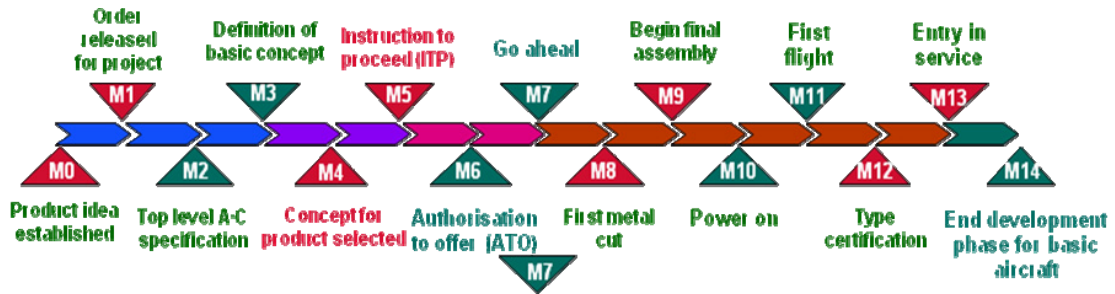 Order
released
for project
Definition of
basic concept
Instruction to
proceed (ITP)
Go ahead
Begin final
assembly
First
flight
Entry in
service
M1
M3
M5
M7
M9
M11
M13
M0
M2
M4
M6
M8
M10
M12
M14
Product idea
established
Top level A-C
specification
Concept for
product selected
Authorisation
to offer (ATO)
First metal
cut
Power on
Type
certification
End development
phase for basic
aircraft
M7